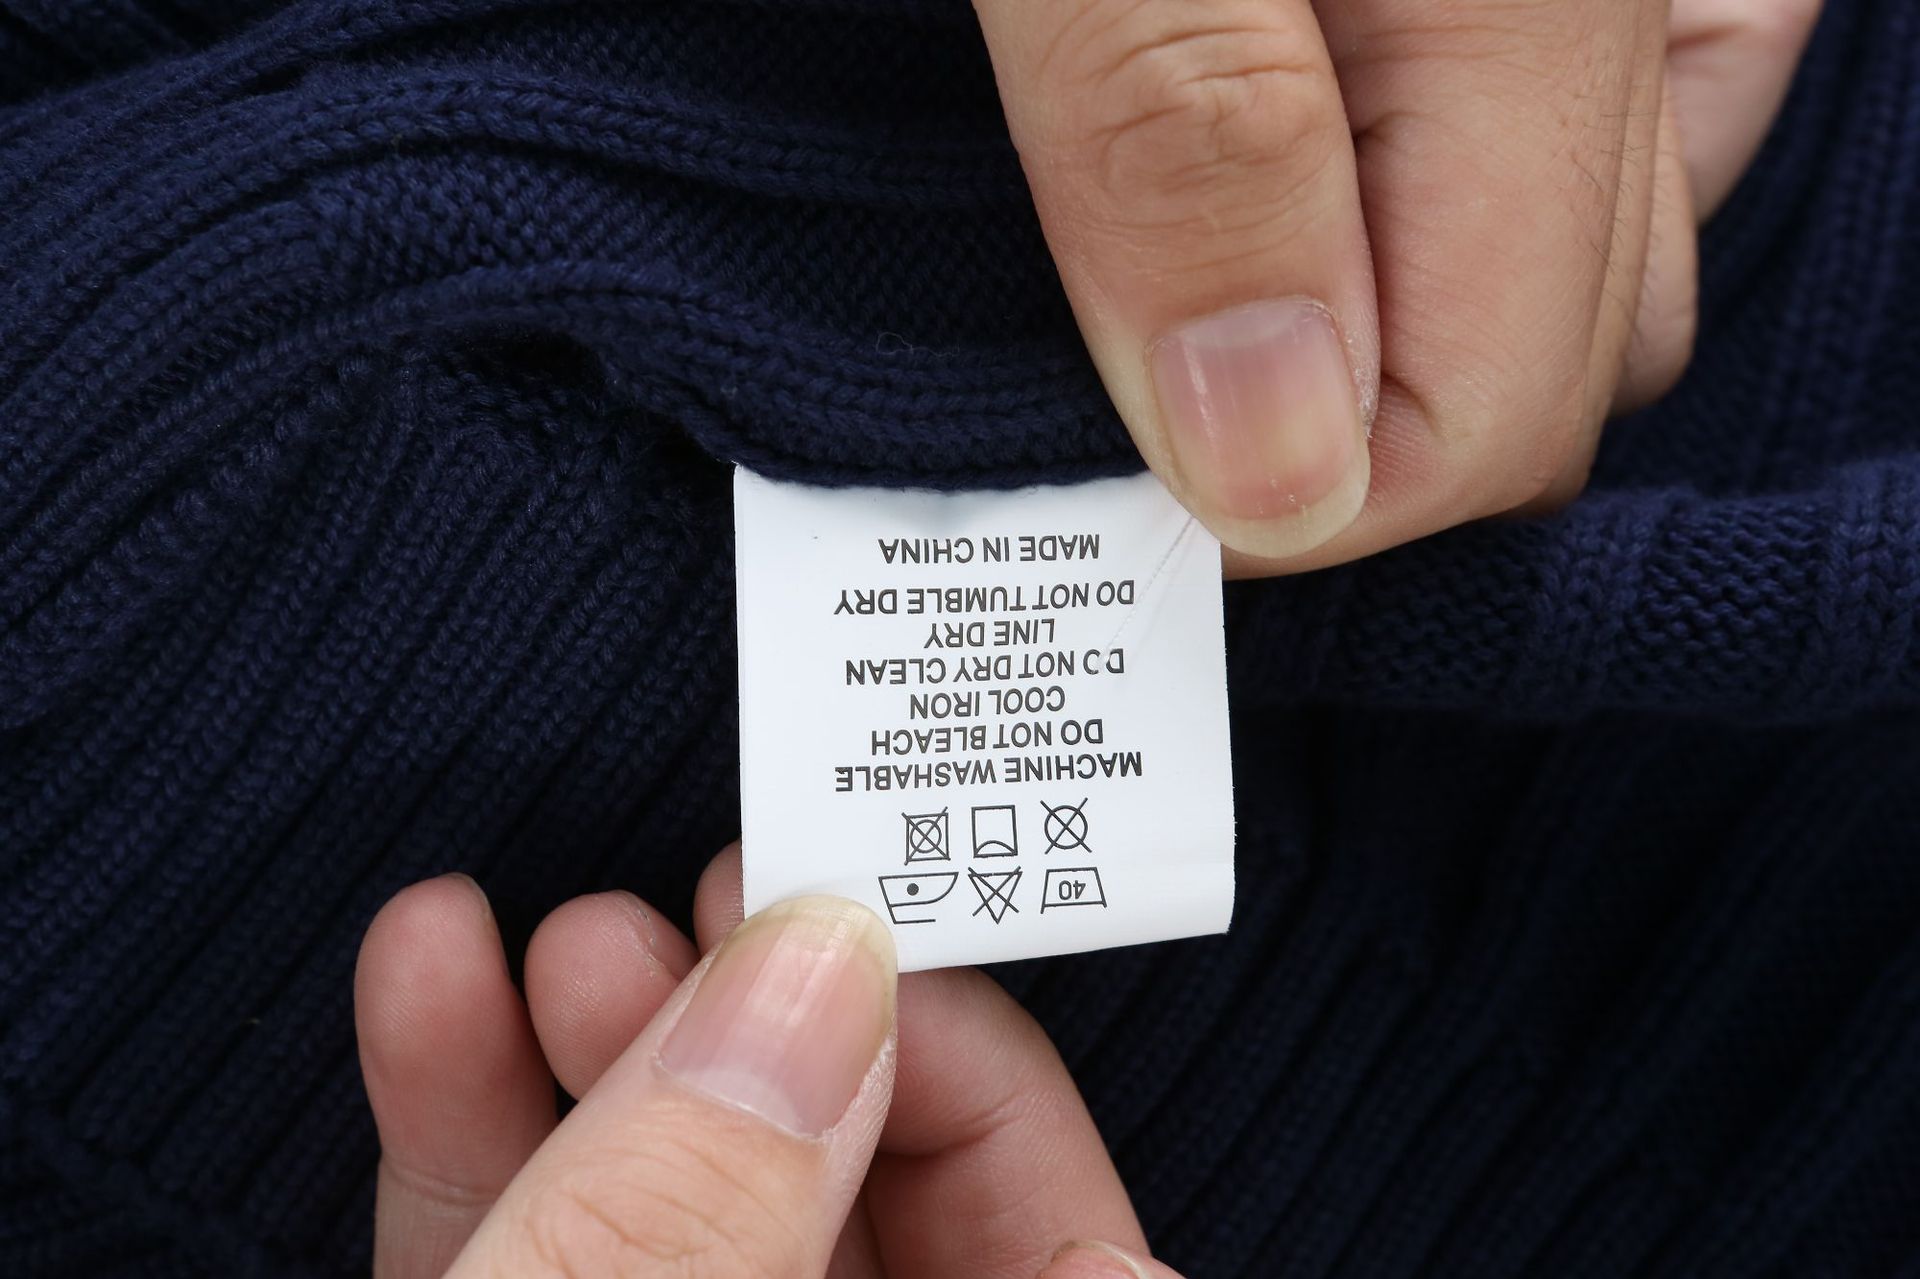 40
MACHINE WASHABLE
DO NOT BLEACH
COOL IRON
DO NOT DRY CLEAN
LINE DRY
DO NOT TUMBLE DRY
MADE IN CHINA